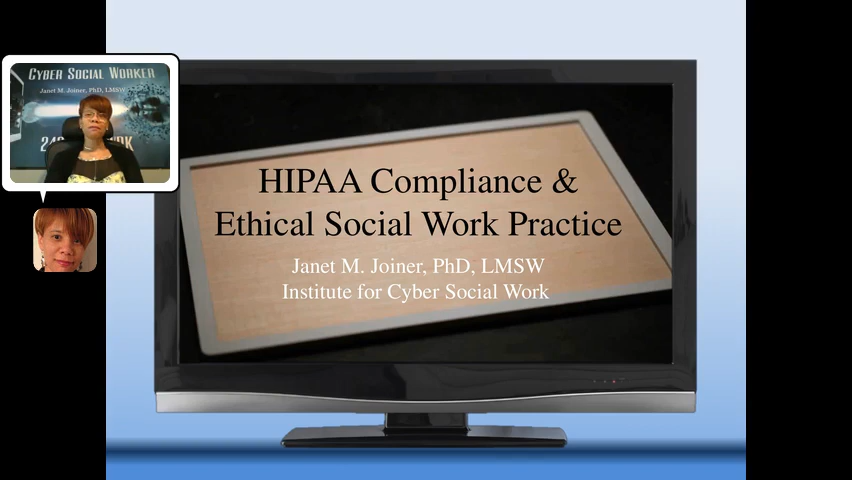 CYBER SOCIAL WORKER
Janet M. Joiner, PhD, LMSW
HIPAA Compliance &
Ethical Social Work Practice
Janet M. Joiner, PhD, LMSW
Institute for Cyber Social Work